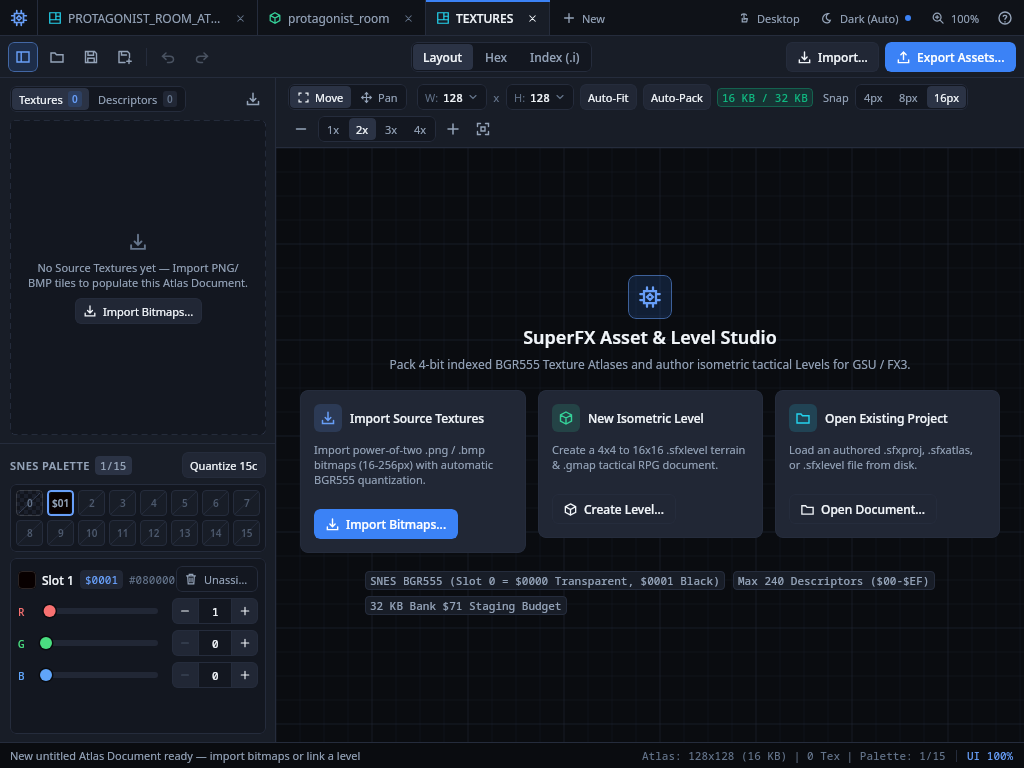 PROTAGONIST_ROOM_AT...
protagonist_room
TEXTURES
New
Desktop
Dark (Auto)
100%
Layout
Hex
Index (.i)
Import...
Export Assets...
Textures 0
Descriptors 0
Move
Pan
W: 128
x
H: 128
Auto-Fit
Auto-Pack
16 KB / 32 KB
Snap
4px
8px
16px
1x
2x
3x
4x
No Source Textures yet — Import PNG/
BMP tiles to populate this Atlas Document.
Import Bitmaps...
SuperFX Asset & Level Studio
Pack 4-bit indexed BGR555 Texture Atlases and author isometric tactical Levels for GSU / FX3.
Import Source Textures
Import power-of-two .png / .bmp
bitmaps (16-256px) with automatic
BGR555 quantization.
Import Bitmaps...
New Isometric Level
Create a 4x4 to 16x16 .sfxlevel terrain
& .gmap tactical RPG document.
Create Level...
Open Existing Project
Load an authored .sfxproj, .sfxatlas,
or .sfxlevel file from disk.
Open Document...
SNES BGR555 (Slot 0 = $0000 Transparent, $0001 Black)
Max 240 Descriptors ($00-$EF)
32 KB Bank $71 Staging Budget
SNES PALETTE 1/15
Quantize 15c
0 $01 2 3 4 5 6 7
8 9 10 11 12 13 14 15
Slot 1 $0001 #080000 Unassi...
R 1
G 0
B 0
New untitled Atlas Document ready — import bitmaps or link a level
Atlas: 128x128 (16 KB) | 0 Tex | Palette: 1/15
UI 100%